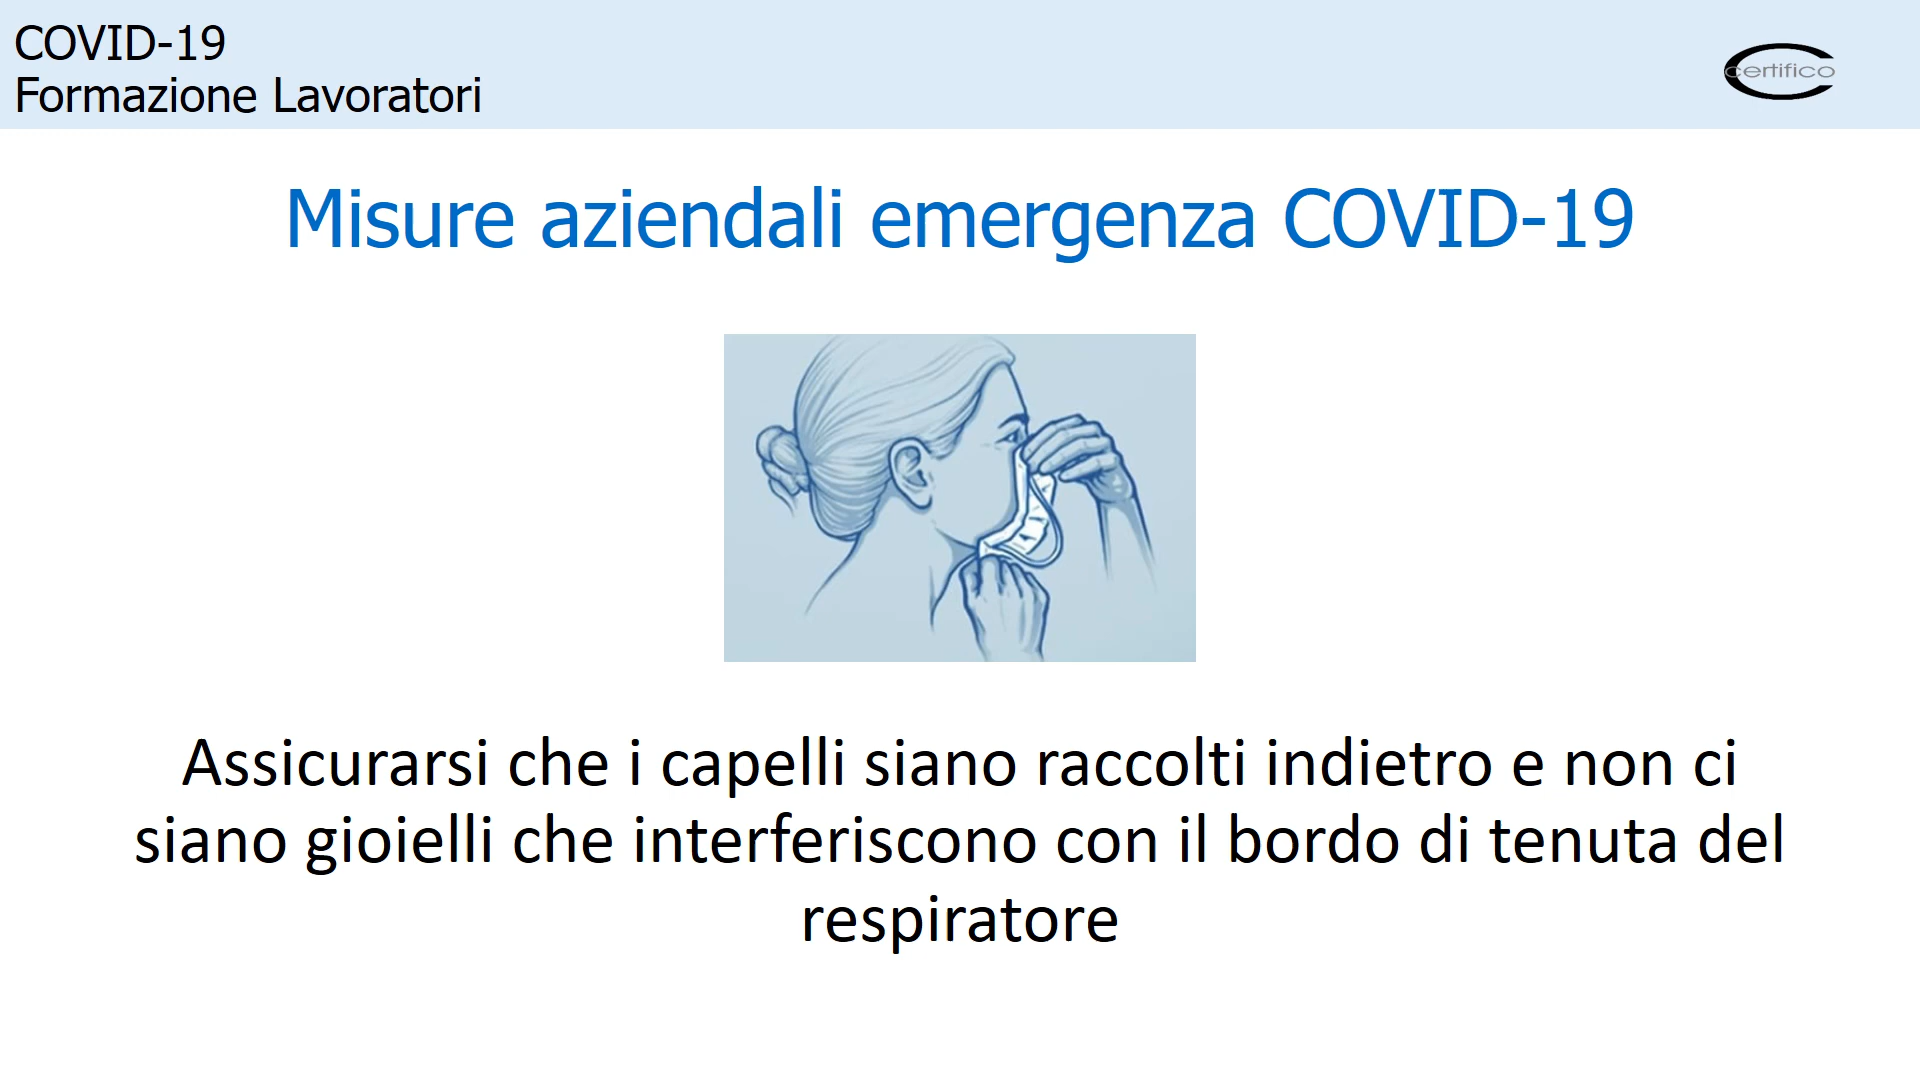 COVID-19
Formazione Lavoratori
certifico
Misure aziendali emergenza COVID-19
Assicurarsi che i capelli siano raccolti indietro e non ci
siano gioielli che interferiscono con il bordo di tenuta del
respiratore